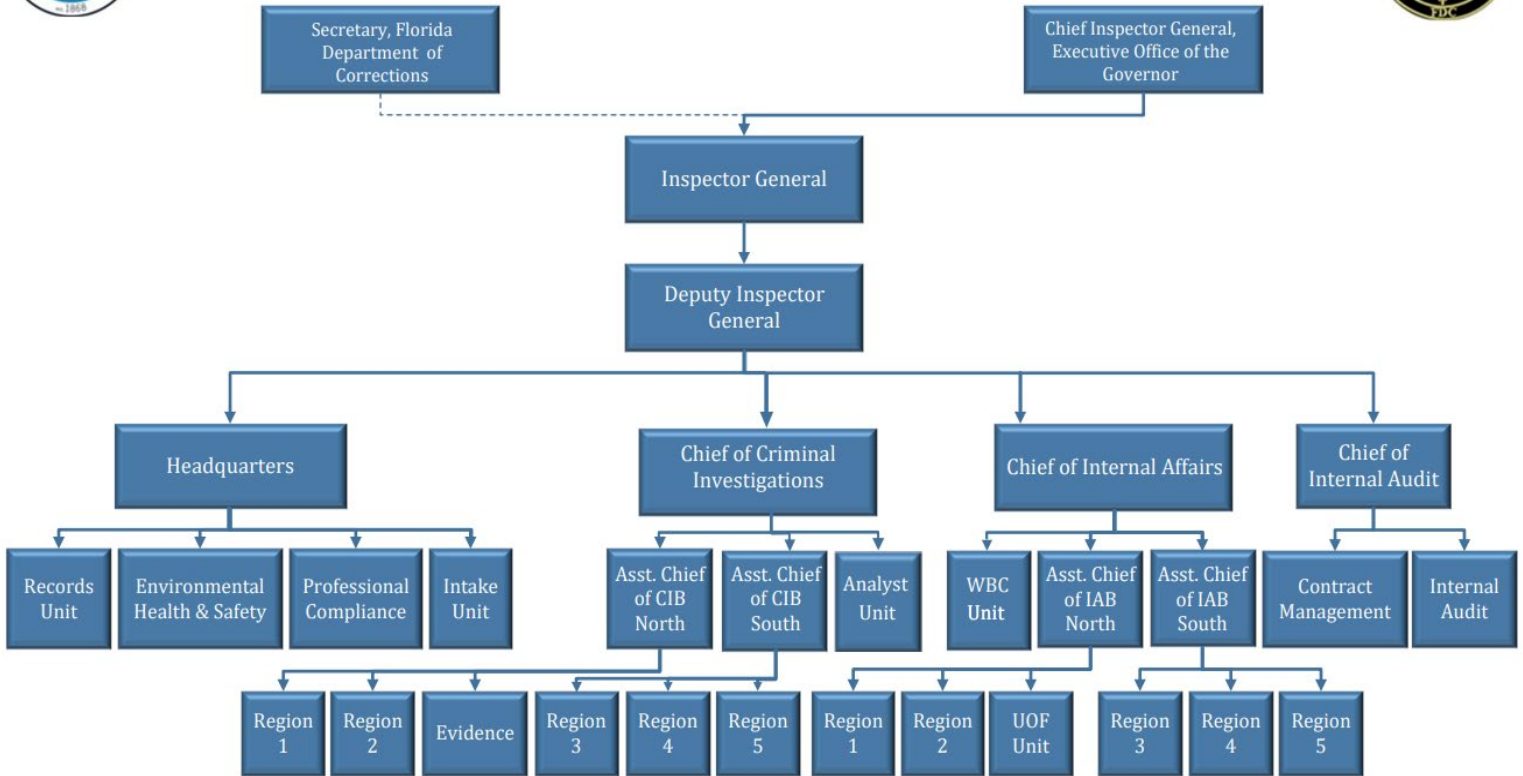 EST. 1868
FDC
Secretary, Florida
Department of
Corrections
Chief Inspector General,
Executive Office of the
Governor
Inspector General
Deputy Inspector
General
Headquarters
Chief of Criminal
Investigations
Chief of Internal Affairs
Chief of
Internal Audit
Records
Unit
Environmental
Health & Safety
Professional
Compliance
Intake
Unit
Asst. Chief
of CIB
North
Asst. Chief
of CIB
South
Analyst
Unit
WBC
Unit
Asst. Chief
of IAB
North
Asst. Chief
of IAB
South
Contract
Management
Internal
Audit
Region
1
Region
2
Evidence
Region
3
Region
4
Region
5
Region
1
Region
2
UOF
Unit
Region
3
Region
4
Region
5